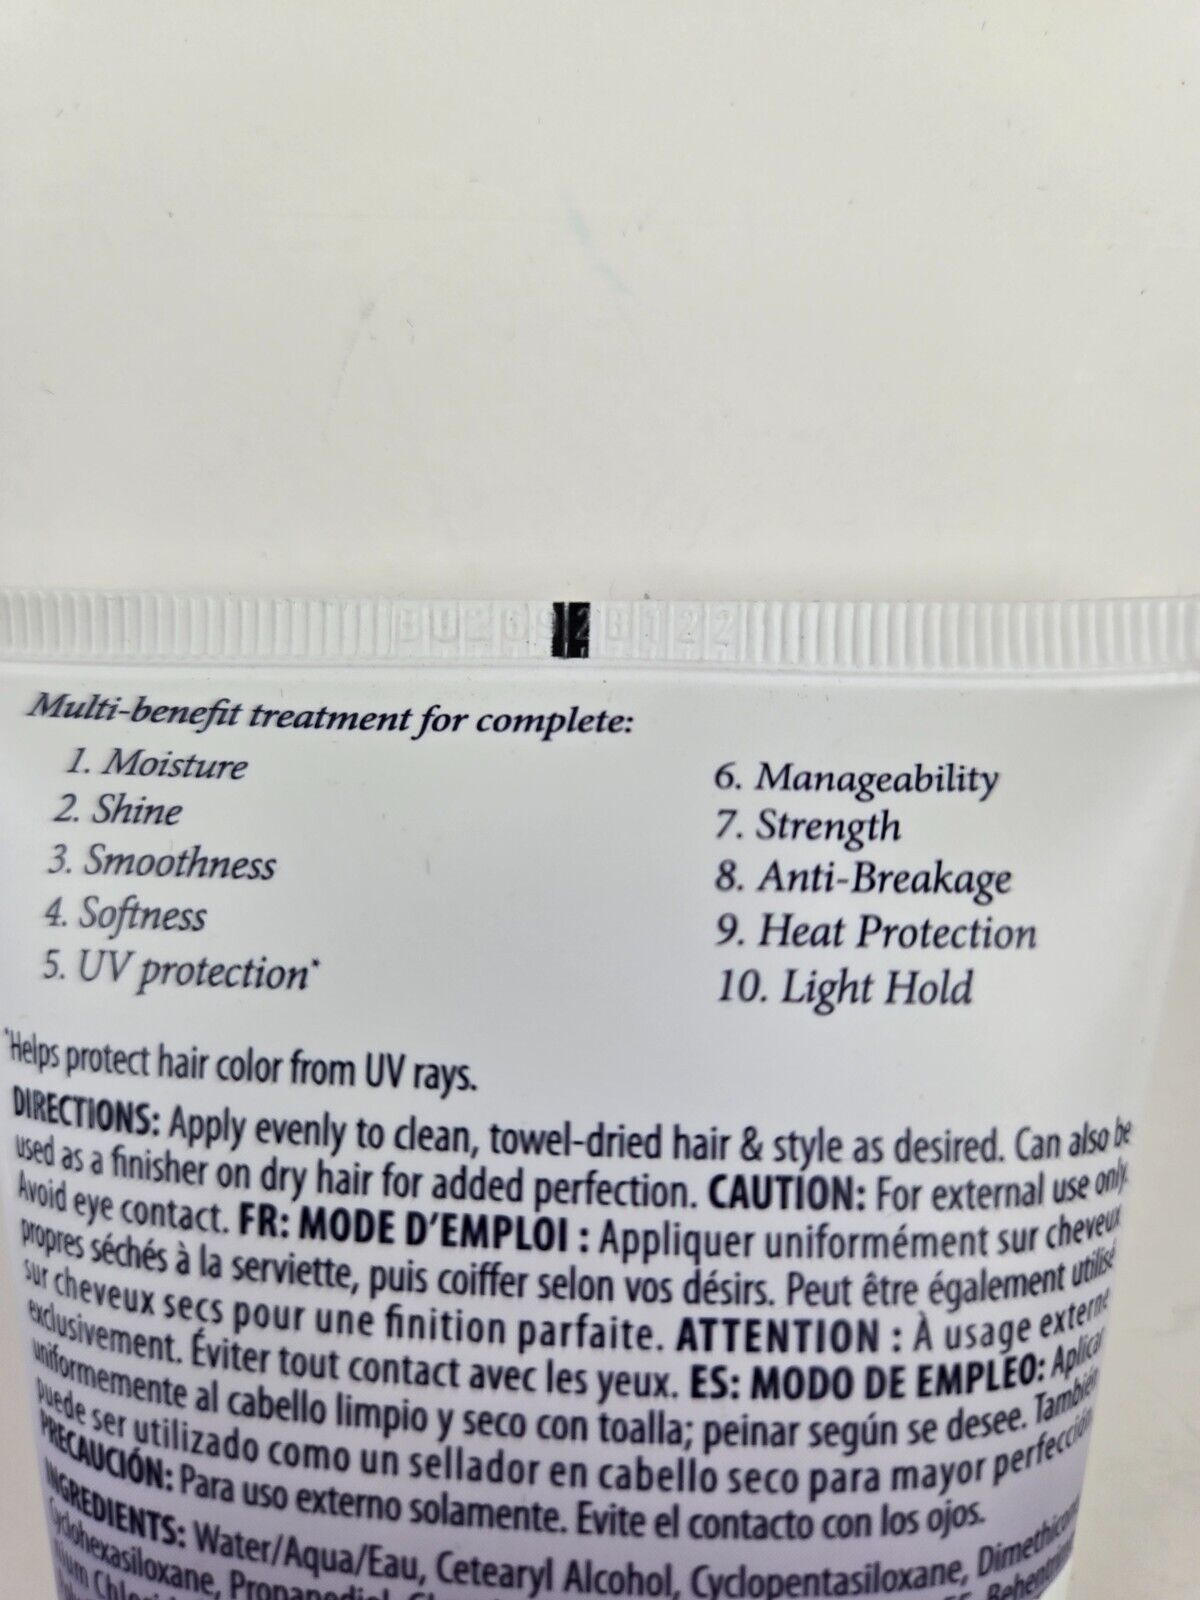 Multi-benefit treatment for complete:
1. Moisture
2. Shine
3. Smoothness
4. Softness
5. UV protection*
6. Manageability
7. Strength
8. Anti-Breakage
9. Heat Protection
10. Light Hold
*Helps protect hair color from UV rays.
DIRECTIONS: Apply evenly to clean, towel-dried hair & style as desired. Can also be
used as a finisher on dry hair for added perfection. CAUTION: For external use only.
Avoid eye contact. FR: MODE D'EMPLOI : Appliquer uniformément sur cheveux
propres séchés à la serviette, puis coiffer selon vos désirs. Peut être également utilisé
sur cheveux secs pour une finition parfaite. ATTENTION : À usage externe
exclusivement. Éviter tout contact avec les yeux. ES: MODO DE EMPLEO: Aplicar
uniformemente al cabello limpio y seco con toalla; peinar según se desee. También
puede ser utilizado como un sellador en cabello seco para mayor perfección.
PRECAUCIÓN: Para uso externo solamente. Evite el contacto con los ojos.
INGREDIENTS: Water/Aqua/Eau, Cetearyl Alcohol, Cyclopentasiloxane, Dimethicone,
Cyclohexasiloxane, Propanediol,